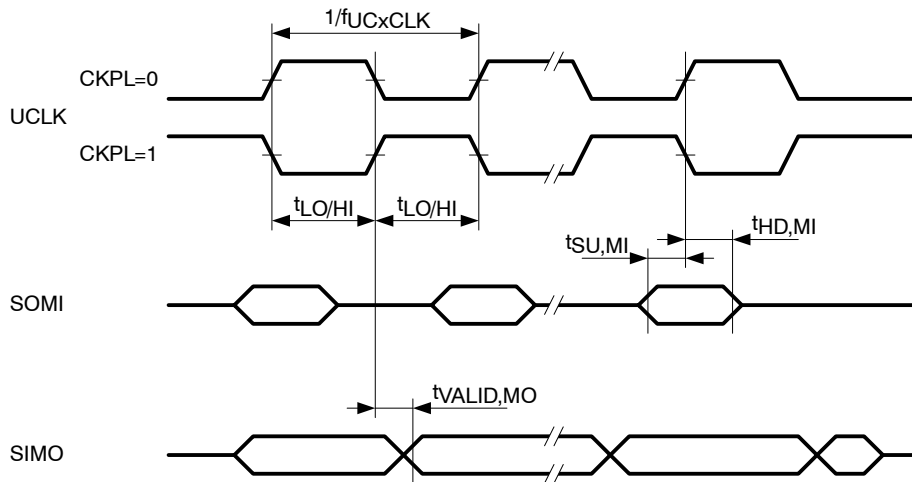 1/fUCxCLK
CKPL=0
UCLK
CKPL=1
tLO/HI tLO/HI
tHD,MI
tSU,MI
SOMI
tVALID,MO
SIMO